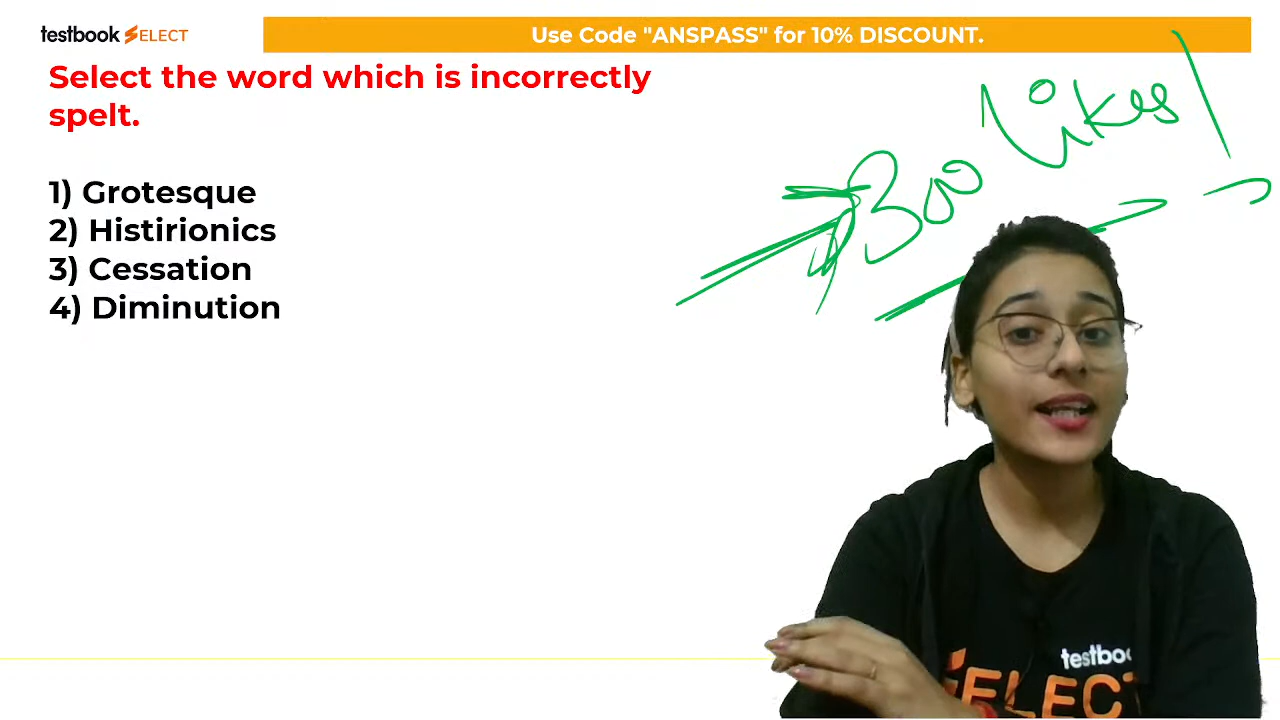 testbook SELECT
Use Code "ANSPASS" for 10% DISCOUNT.
Select the word which is incorrectly
spelt.
300 Likes
1) Grotesque
2) Histirionics
3) Cessation
4) Diminution
testboo
SELECT